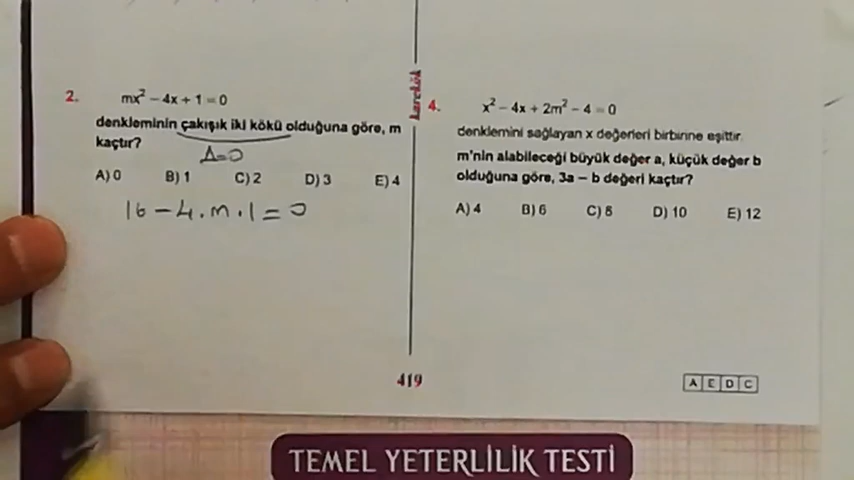 2.
mx² – 4x + 1 = 0
denkleminin çakışık iki kökü olduğuna göre, m
kaçtır?
Δ=0
A) 0 B) 1 C) 2 D) 3 E) 4
16 – 4.m.1 = 0
karekök
4.
x² – 4x + 2m² – 4 = 0
denklemini sağlayan x değerleri birbirine eşittir.
m'nin alabileceği büyük değer a, küçük değer b
olduğuna göre, 3a – b değeri kaçtır?
A) 4 B) 6 C) 8 D) 10 E) 12
419
A E D C
TEMEL YETERLİLİK TESTİ